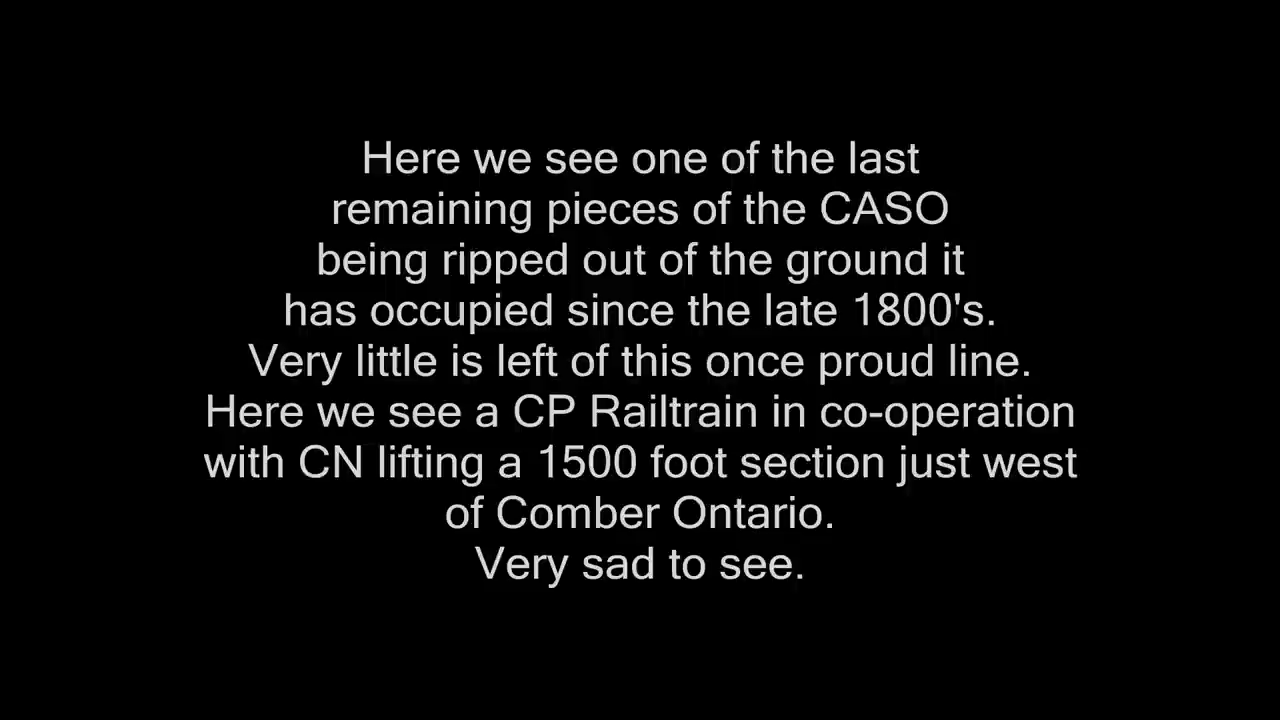 Here we see one of the last
remaining pieces of the CASO
being ripped out of the ground it
has occupied since the late 1800's.
Very little is left of this once proud line.
Here we see a CP Railtrain in co-operation
with CN lifting a 1500 foot section just west
of Comber Ontario.
Very sad to see.